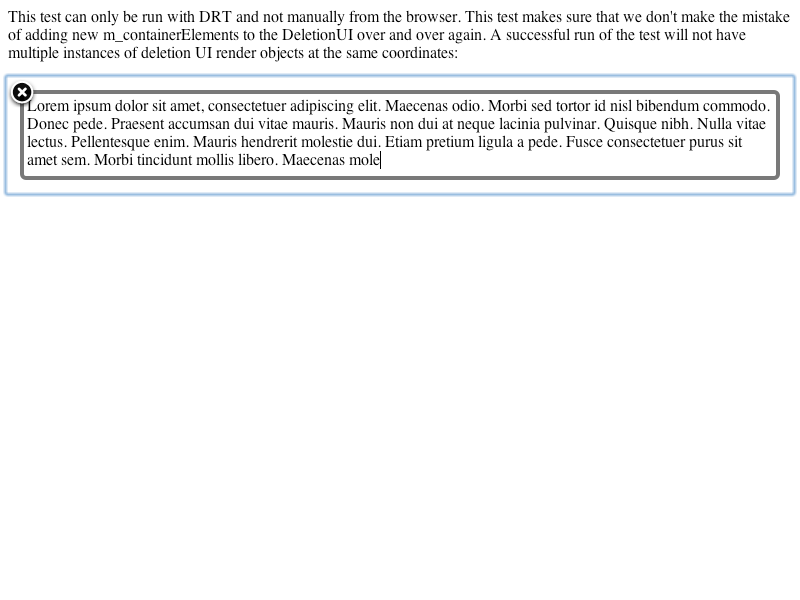 This test can only be run with DRT and not manually from the browser. This test makes sure that we don't make the mistake
of adding new m_containerElements to the DeletionUI over and over again. A successful run of the test will not have
multiple instances of deletion UI render objects at the same coordinates:
Lorem ipsum dolor sit amet, consectetuer adipiscing elit. Maecenas odio. Morbi sed tortor id nisl bibendum commodo.
Donec pede. Praesent accumsan dui vitae mauris. Mauris non dui at neque lacinia pulvinar. Quisque nibh. Nulla vitae
lectus. Pellentesque enim. Mauris hendrerit molestie dui. Etiam pretium ligula a pede. Fusce consectetuer purus sit
amet sem. Morbi tincidunt mollis libero. Maecenas mole